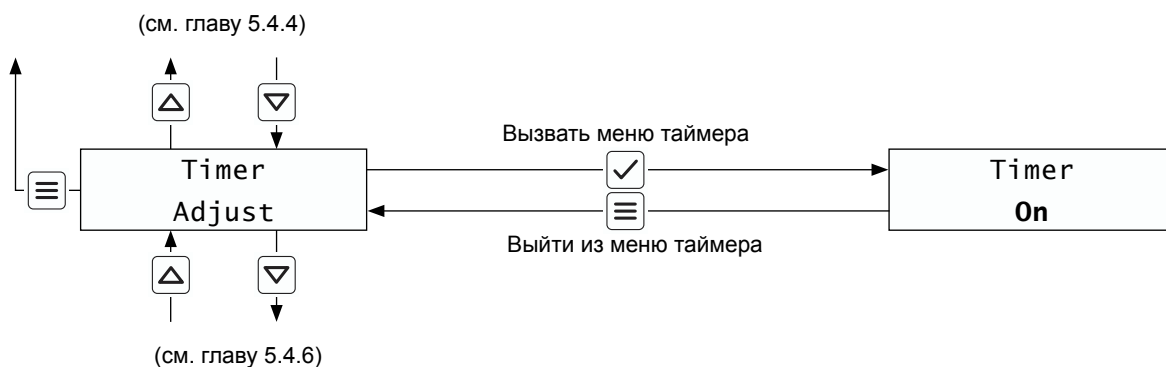 (см. главу 5.4.4)
Вызвать меню таймера
Timer
Adjust
Timer
On
Выйти из меню таймера
(см. главу 5.4.6)